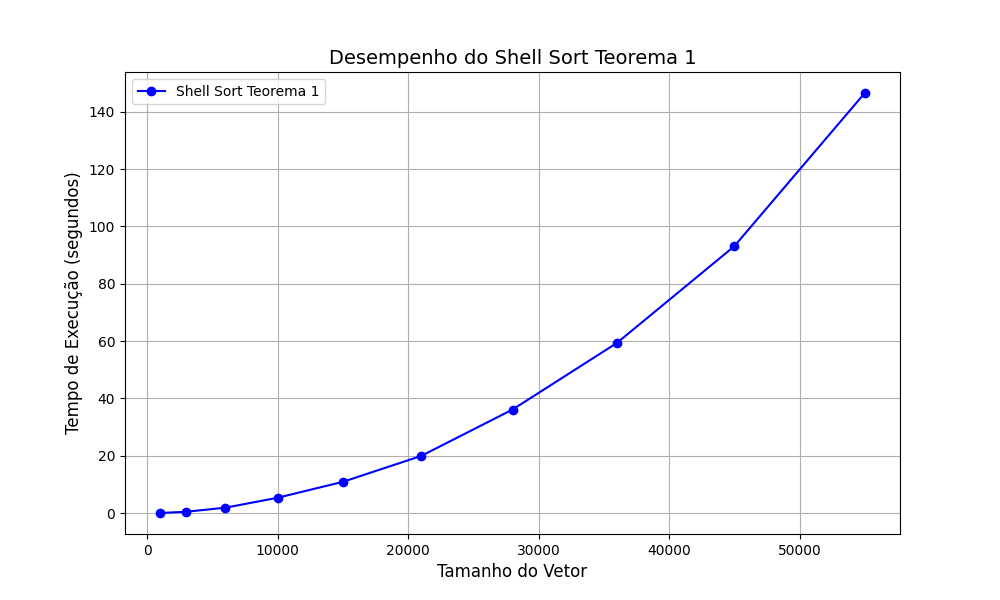 Desempenho do Shell Sort Teorema 1
Shell Sort Teorema 1
Tempo de Execução (segundos)
140
120
100
80
60
40
20
0
0 10000 20000 30000 40000 50000
Tamanho do Vetor